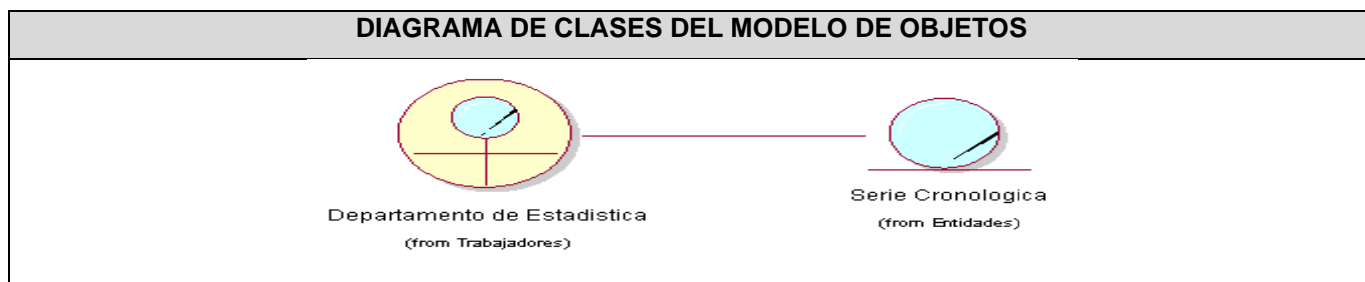 DIAGRAMA DE CLASES DEL MODELO DE OBJETOS
Departamento de Estadistica
(from Trabajadores)
Serie Cronologica
(from Entidades)